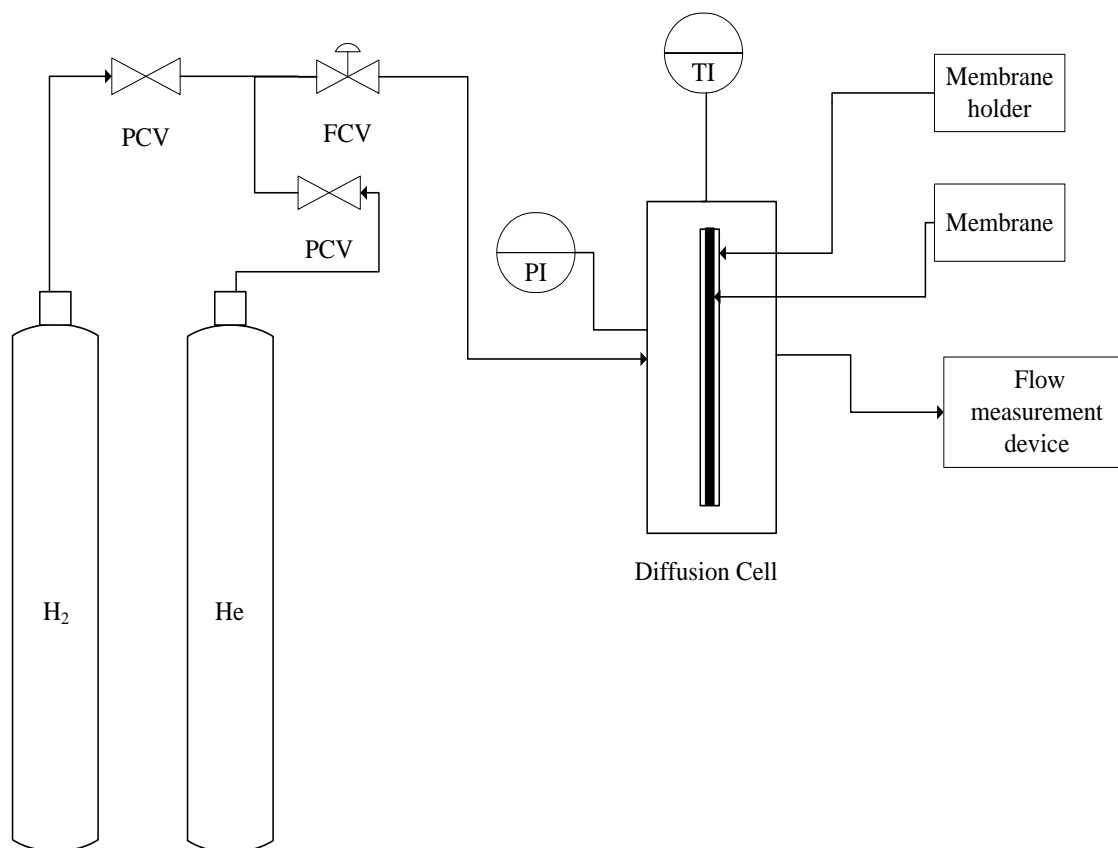 TI
Membrane
holder
PCV
FCV
Membrane
PCV
PI
Flow
measurement
device
Diffusion Cell
H₂
He